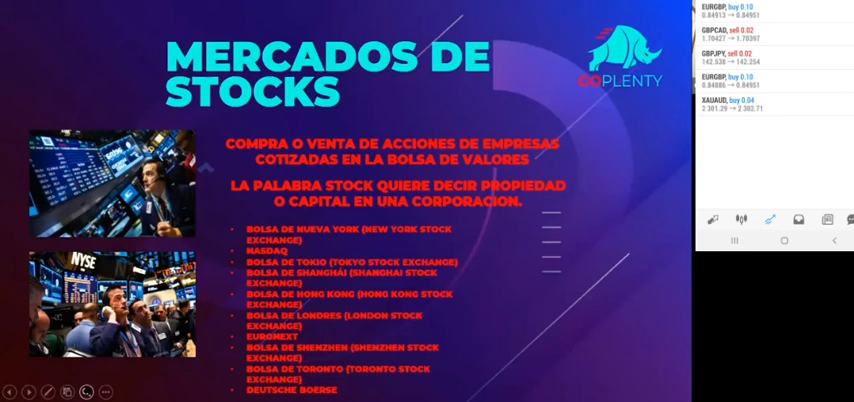 MERCADOS DE
STOCKS
GOPLENTY
COMPRA O VENTA DE ACCIONES DE EMPRESAS
COTIZADAS EN LA BOLSA DE VALORES
LA PALABRA STOCK QUIERE DECIR PROPIEDAD
O CAPITAL EN UNA CORPORACION.
• BOLSA DE NUEVA YORK (NEW YORK STOCK
EXCHANGE)
• NASDAQ
• BOLSA DE TOKIO (TOKYO STOCK EXCHANGE)
• BOLSA DE SHANGHÁI (SHANGHAI STOCK
EXCHANGE)
• BOLSA DE HONG KONG (HONG KONG STOCK
EXCHANGE)
• BOLSA DE LONDRES (LONDON STOCK
EXCHANGE)
• EURONEXT
• BOLSA DE SHENZHEN (SHENZHEN STOCK
EXCHANGE)
• BOLSA DE TORONTO (TORONTO STOCK
EXCHANGE)
• DEUTSCHE BOERSE
NYSE
EURGBP, buy 0.10
0.84913 → 0.84951
GBPCAD, sell 0.02
1.70427 → 1.70397
GBPJPY, sell 0.02
142.538 → 142.254
EURGBP, buy 0.10
0.84886 → 0.84951
XAUAUD, buy 0.04
2 301.29 → 2 302.71